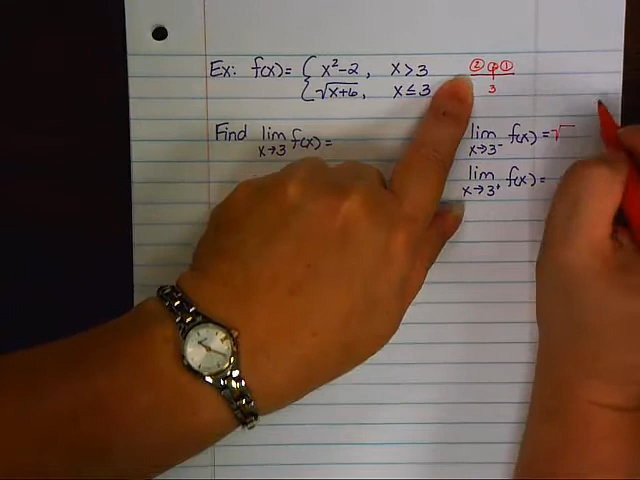 Ex: f(x) = { x²-2, x>3 ② ①
{ √x+6, x≤3 3
Find lim x→3 f(x) = lim x→3⁻ f(x) = √
lim x→3⁺ f(x) =